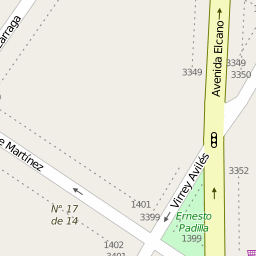 arraga
Avenida Elcano
3349
3349
3350
e Martínez
Virrey Avilés
3352
N°. 17
de 14
1401
3399
Ernesto
Padilla
1399
1402
3401